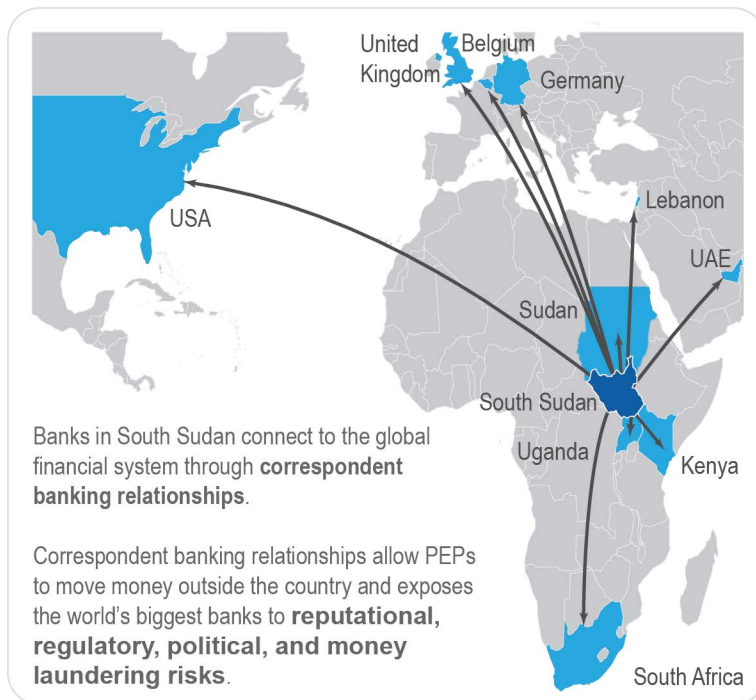 United
Kingdom
Belgium
Germany
USA
Lebanon
UAE
Sudan
South Sudan
Uganda
Kenya
South Africa
Banks in South Sudan connect to the global
financial system through correspondent
banking relationships.
Correspondent banking relationships allow PEPs
to move money outside the country and exposes
the world's biggest banks to reputational,
regulatory, political, and money
laundering risks.